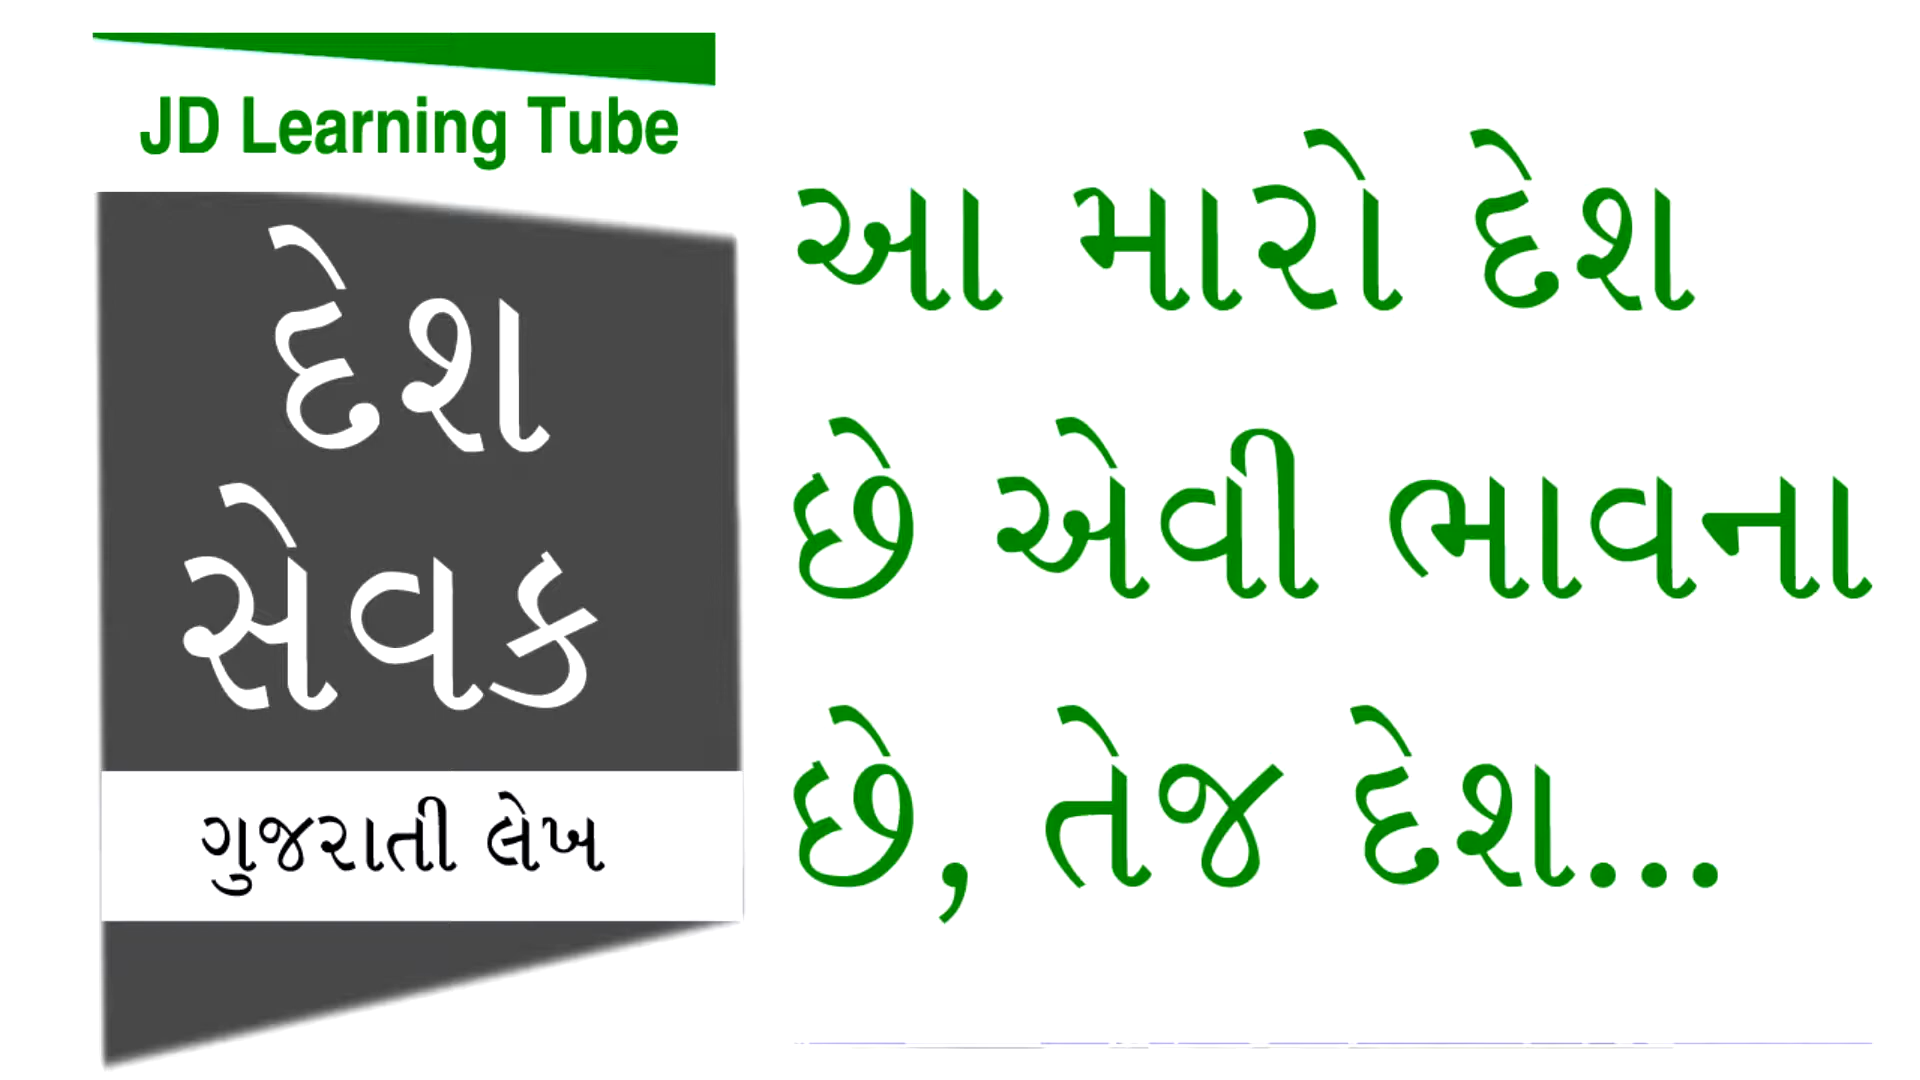 JD Learning Tube
દેશ
સેવક
ગુજરાતી લેખ
આ મારો દેશ
છે એવી ભાવના
છે, તેજ દેશ...